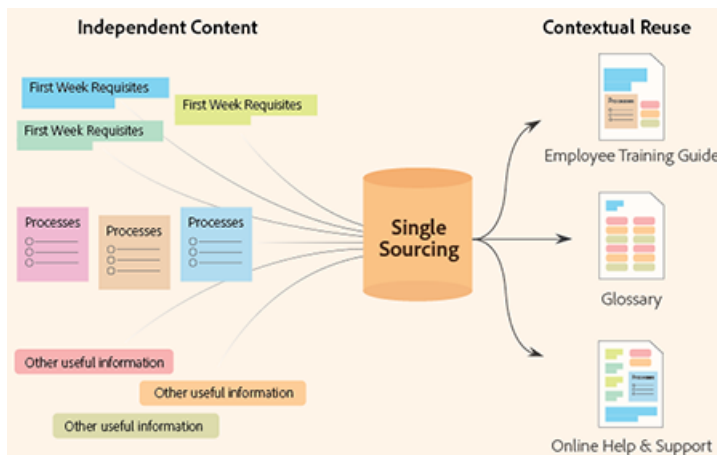 Independent Content
Contextual Reuse
First Week Requisites
First Week Requisites
First Week Requisites
Processes
Processes
Processes
Other useful information
Other useful information
Other useful information
Single
Sourcing
Processes
Employee Training Guide
Glossary
Processes
Online Help & Support